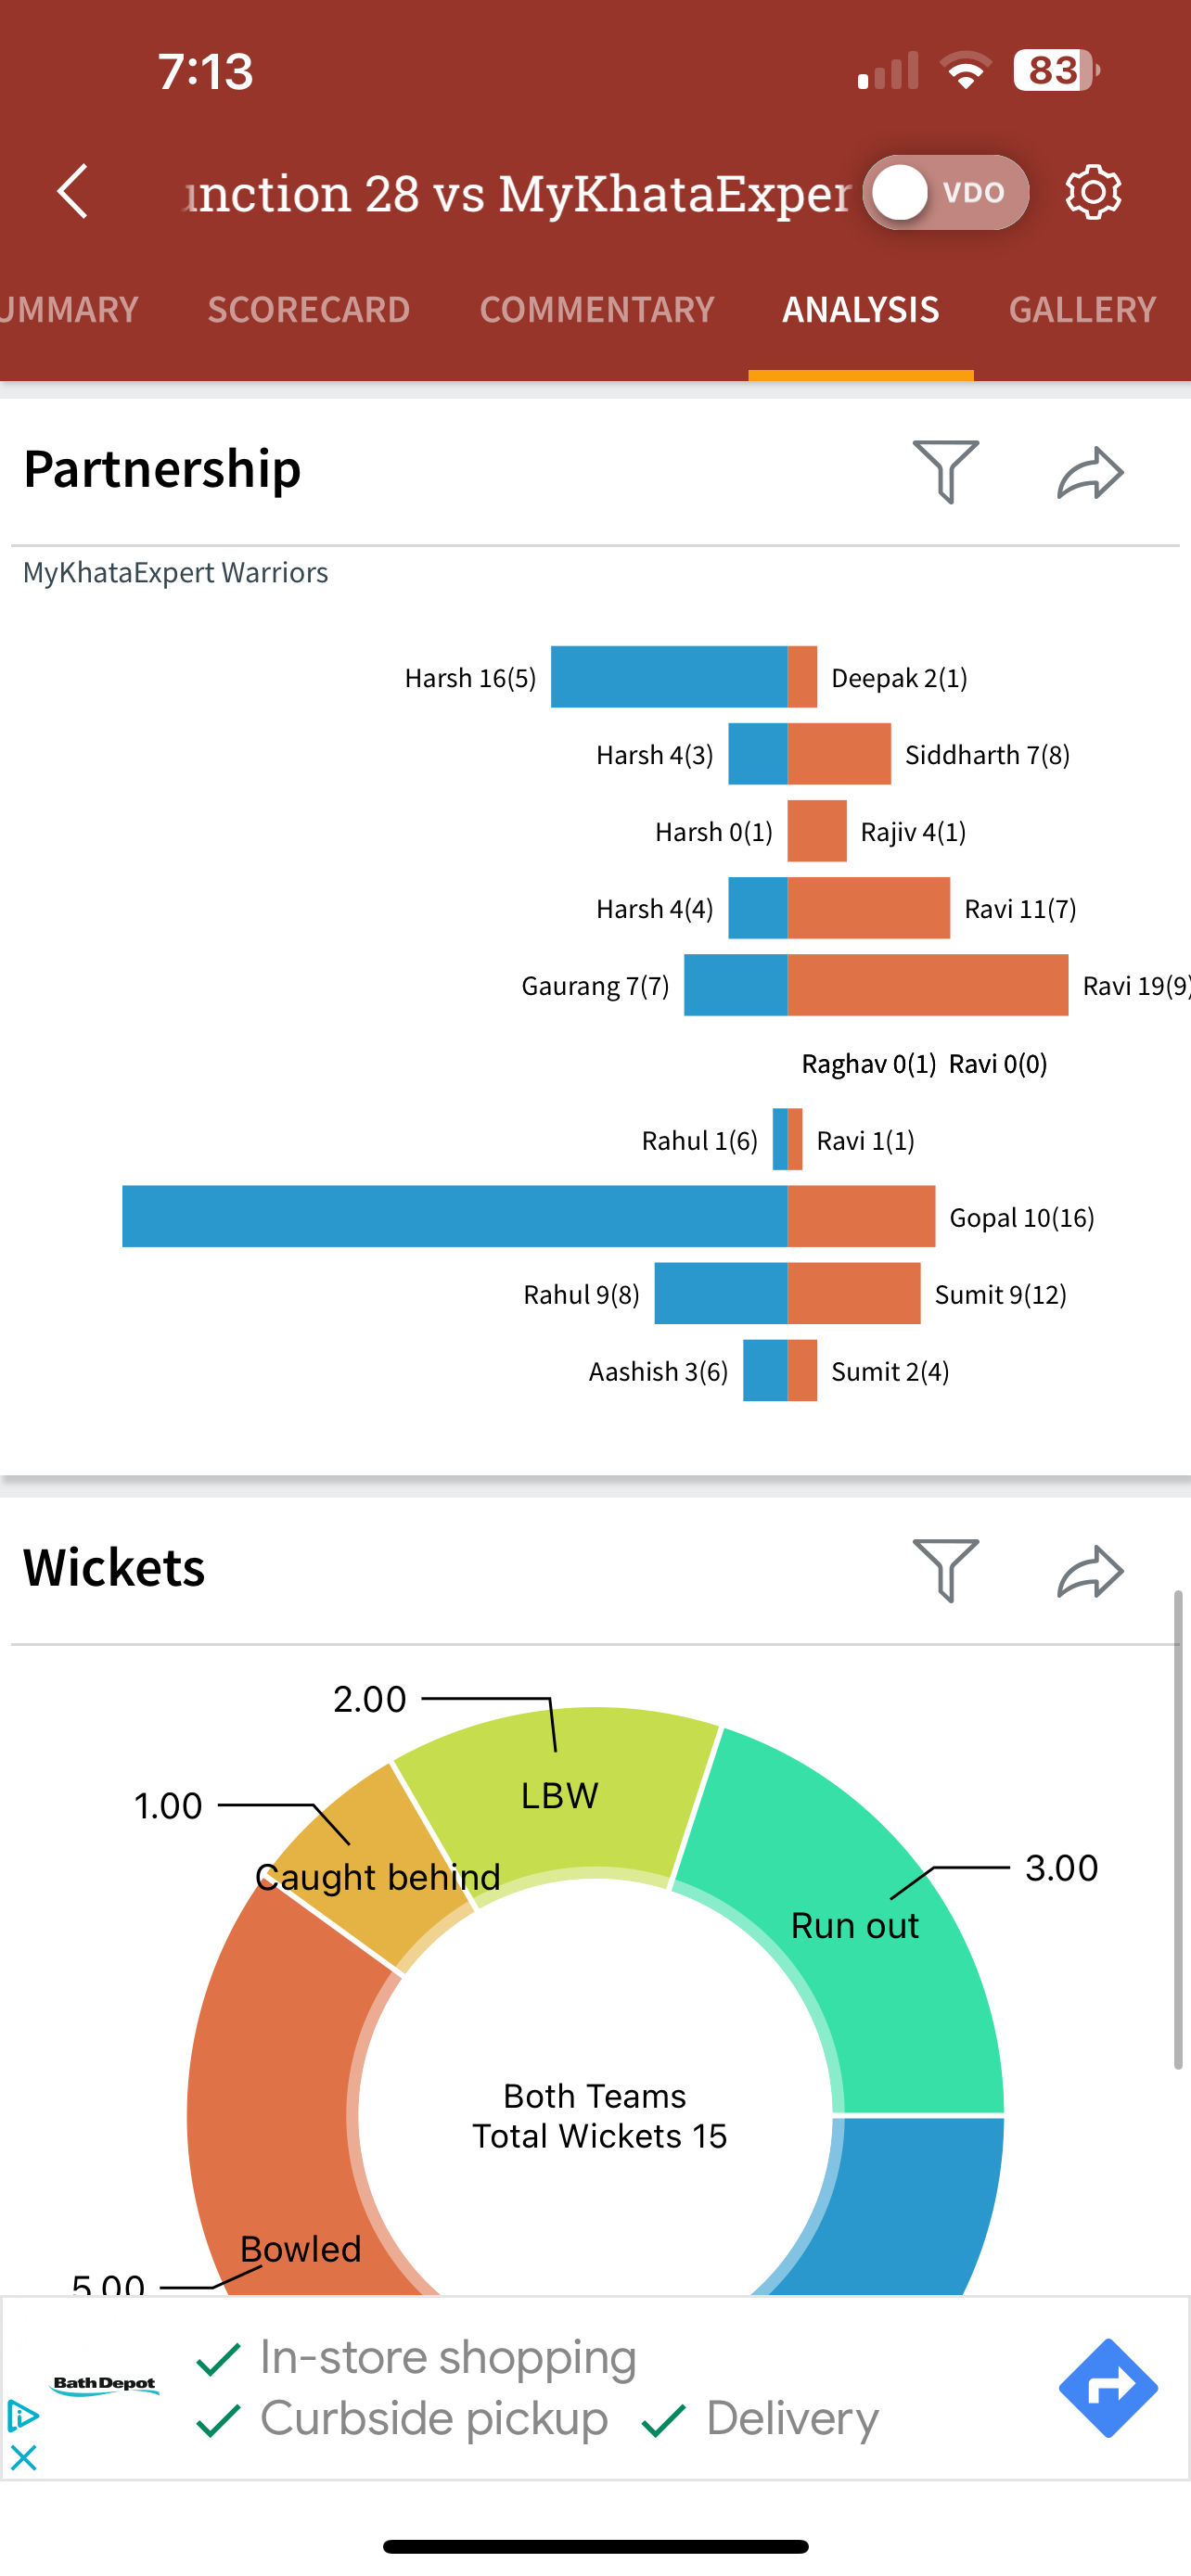 7:13
83
unction 28 vs MyKhataExper
VDO
UMMARY SCORECARD COMMENTARY ANALYSIS GALLERY
Partnership
MyKhataExpert Warriors
Harsh 16(5) Deepak 2(1)
Harsh 4(3) Siddharth 7(8)
Harsh 0(1) Rajiv 4(1)
Harsh 4(4) Ravi 11(7)
Gaurang 7(7) Ravi 19(9)
Raghav 0(1) Ravi 0(0)
Rahul 1(6) Ravi 1(1)
Gopal 10(16)
Rahul 9(8) Sumit 9(12)
Aashish 3(6) Sumit 2(4)
Wickets
2.00
LBW
1.00
Caught behind
3.00
Run out
Both Teams
Total Wickets 15
Bowled
5.00
Bath Depot
In-store shopping
Curbside pickup Delivery